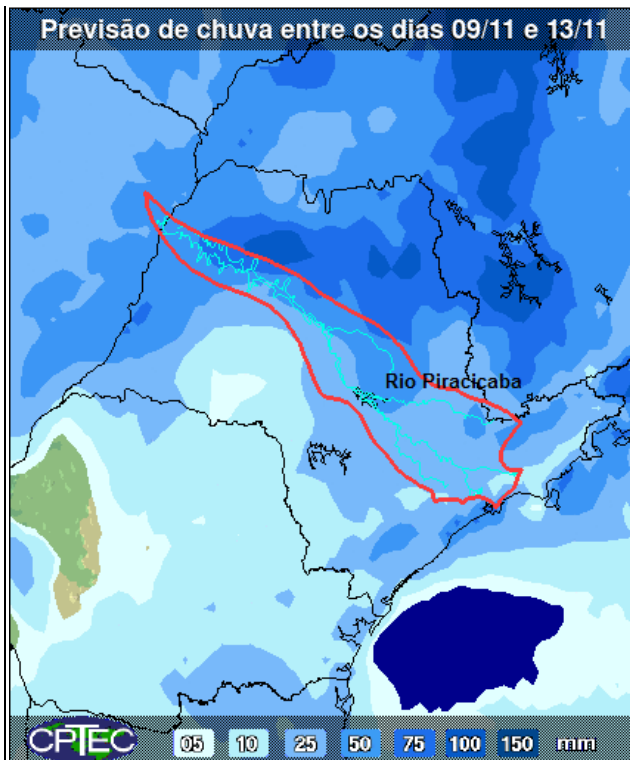 Previsão de chuva entre os dias 09/11 e 13/11
Rio Piracicaba
CPTEC 05 10 25 50 75 100 150 mm